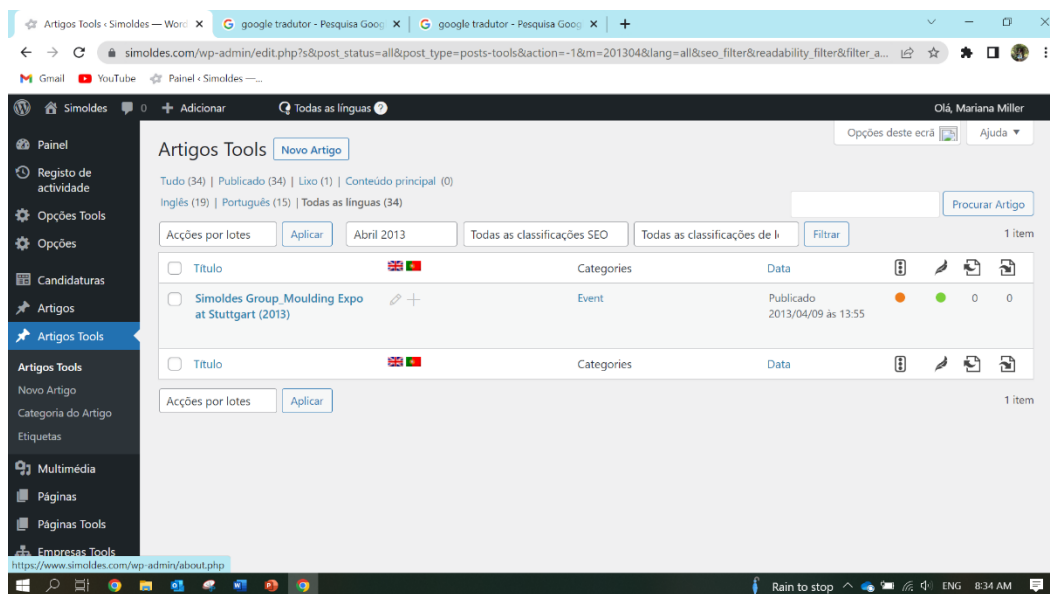 Artigos Tools ‹ Simoldes — Word
google tradutor - Pesquisa Goog
google tradutor - Pesquisa Goog
simoldes.com/wp-admin/edit.php?s&post_status=all&post_type=posts-tools&action=-1&m=201304&lang=all&seo_filter&readability_filter&filter_a...
Gmail YouTube Painel ‹ Simoldes —...
Simoldes 0 Adicionar Todas as línguas Olá, Mariana Miller
Opções deste ecrã Ajuda
Painel
Registo de
actividade
Opções Tools
Opções
Candidaturas
Artigos
Artigos Tools
Artigos Tools
Novo Artigo
Categoria do Artigo
Etiquetas
Multimédia
Páginas
Páginas Tools
Empresas Tools
Artigos Tools Novo Artigo
Tudo (34) | Publicado (34) | Lixo (1) | Conteúdo principal (0)
Inglês (19) | Português (15) | Todas as línguas (34)
Procurar Artigo
Acções por lotes Aplicar Abril 2013 Todas as classificações SEO Todas as classificações de Filtrar 1 item
Título Categories Data
Simoldes Group_Moulding Expo Event Publicado 0 0
at Stuttgart (2013) 2013/04/09 às 13:55
Título Categories Data
Acções por lotes Aplicar 1 item
https://www.simoldes.com/wp-admin/about.php
Rain to stop ENG 8:34 AM